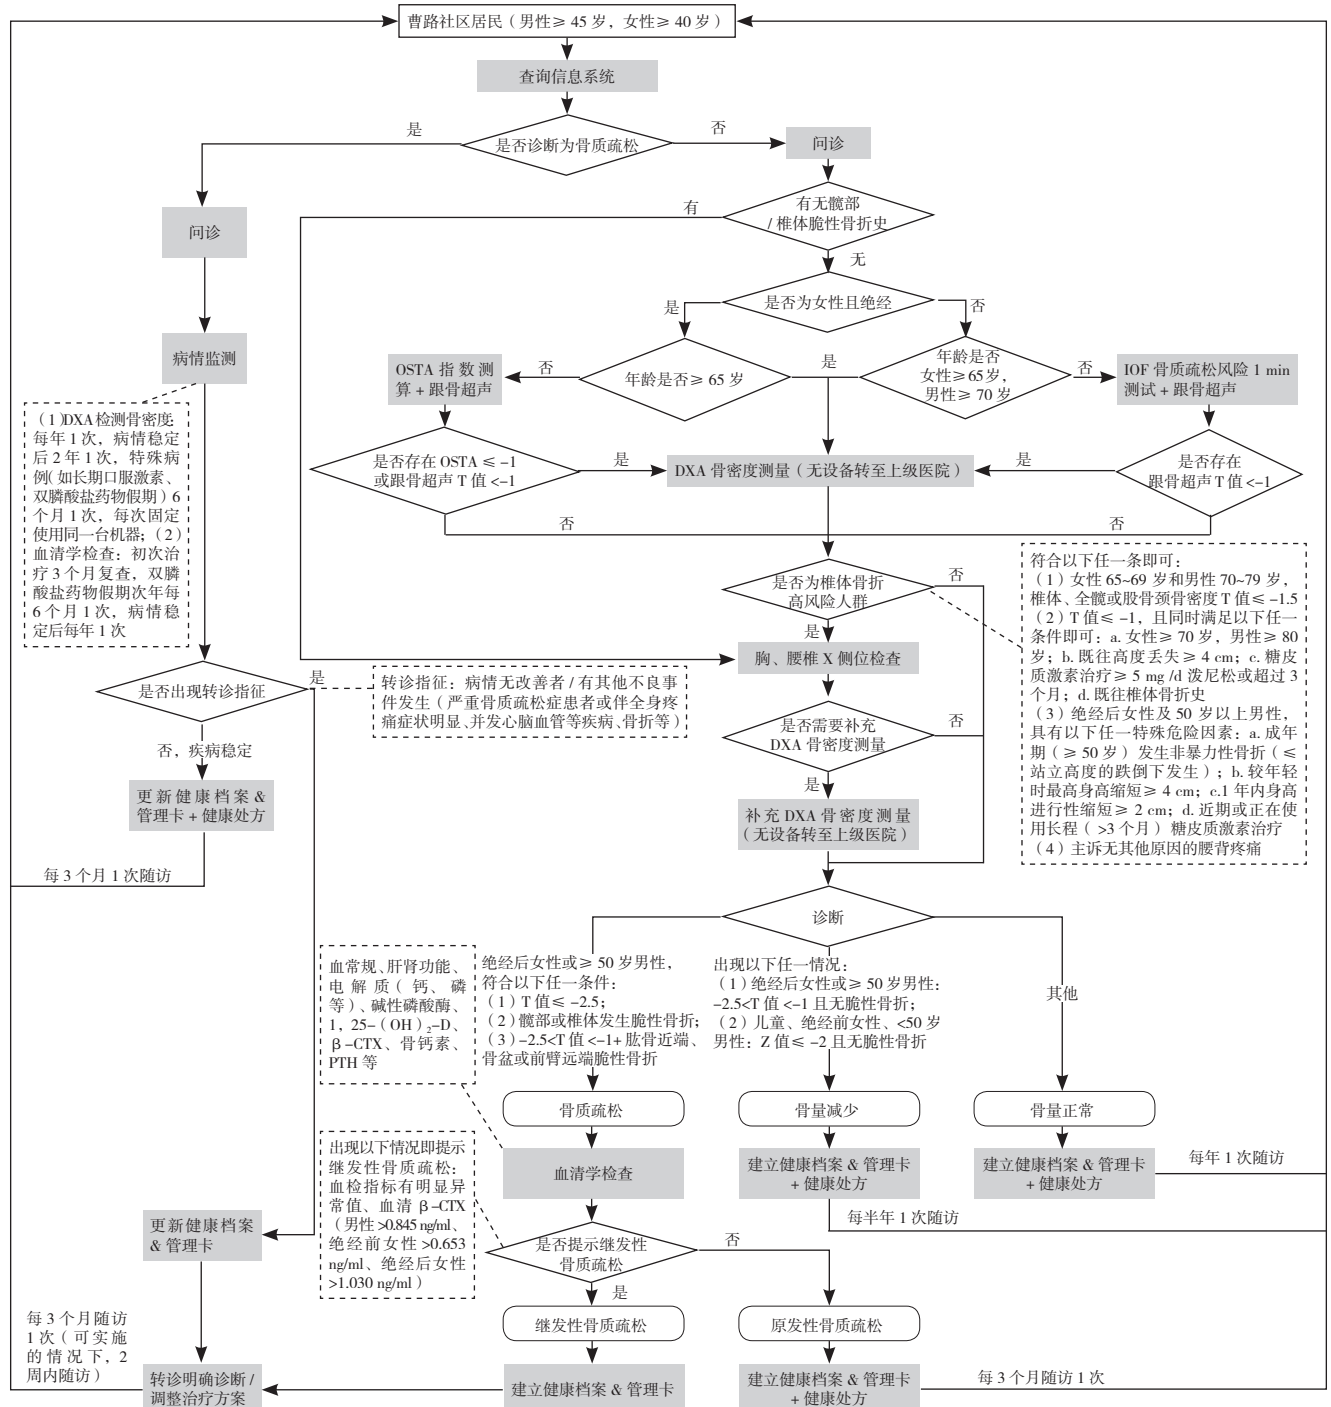 曹路社区居民（男性≥ 45 岁，女性≥ 40 岁）
查询信息系统
是否诊断为骨质疏松
是
否
问诊
问诊
有无髋部
/ 椎体脆性骨折史
有
无
是否为女性且绝经
是
否
病情监测
OSTA 指数测
算 + 跟骨超声
否
年龄是否≥ 65 岁
是
年龄是否
女性≥65岁，
男性≥ 70 岁
否
IOF 骨质疏松风险 1 min
测试 + 跟骨超声
（1）DXA 检测骨密度：
每年 1 次，病情稳定
后 2 年 1 次，特殊病
例（如长期口服激素、
双膦酸盐药物假期）6
个月 1 次，每次固定
使用同一台机器；（2）
血清学检查：初次治
疗 3 个月复查，双膦
酸盐药物假期次年每
6 个月 1 次，病情稳
定后每年 1 次
是否存在 OSTA ≤ -1
或跟骨超声 T 值 <-1
是
DXA 骨密度测量（无设备转至上级医院）
是
是否存在
跟骨超声 T 值 <-1
否
否
是否为椎体骨折
高风险人群
否
是
符合以下任一条即可：
（1）女性 65~69 岁和男性 70~79 岁，
椎体、全髋或股骨颈骨密度 T 值≤ -1.5
（2）T 值≤ -1，且同时满足以下任一
条件即可：a. 女性≥ 70 岁，男性≥ 80
岁；b. 既往高度丢失≥ 4 cm；c. 糖皮
质激素治疗≥ 5 mg /d 泼尼松或超过 3
个月；d. 既往椎体骨折史
（3）绝经后女性及 50 岁以上男性，
具有以下任一特殊危险因素：a. 成年
期（≥ 50 岁）发生非暴力性骨折（≤
站立高度的跌倒下发生）；b. 较年轻
时最高身高缩短≥ 4 cm；c.1 年内身高
进行性缩短≥ 2 cm；d. 近期或正在使
用长程（ >3 个月）糖皮质激素治疗
（4）主诉无其他原因的腰背疼痛
胸、腰椎 X 侧位检查
是否出现转诊指征
是
转诊指征：病情无改善者 / 有其他不良事
件发生（严重骨质疏松症患者或伴全身疼
痛症状明显、并发心脑血管等疾病、骨折等）
是否需要补充
DXA 骨密度测量
否
是
否，疾病稳定
更新健康档案 &
管理卡 + 健康处方
补充 DXA 骨密度测量
（无设备转至上级医院）
每 3 个月 1 次随访
诊断
血常规、肝肾功能、
电解质（钙、磷
等）、碱性磷酸酶、
1，25-（OH）₂-D、
β-CTX、骨钙素、
PTH 等
绝经后女性或≥ 50 岁男性，
符合以下任一条件：
（1）T 值≤ -2.5；
（2）髋部或椎体发生脆性骨折；
（3）-2.5<T 值 <-1+ 肱骨近端、
骨盆或前臂远端脆性骨折
出现以下任一情况：
（1）绝经后女性或≥ 50 岁男性：
-2.5<T 值 <-1 且无脆性骨折；
（2）儿童、绝经前女性、<50 岁
男性：Z 值≤ -2 且无脆性骨折
其他
骨质疏松
骨量减少
骨量正常
出现以下情况即提示
继发性骨质疏松：
血检指标有明显异
常值、血清 β-CTX
（男性 >0.845 ng/ml、
绝经前女性 >0.653
ng/ml、绝经后女性
>1.030 ng/ml）
血清学检查
建立健康档案 & 管理卡
+ 健康处方
建立健康档案 & 管理卡
+ 健康处方
每年 1 次随访
每半年 1 次随访
更新健康档案
& 管理卡
是否提示继发性
骨质疏松
否
是
每 3 个月随访
1 次（可实施
的情况下，2
周内随访）
继发性骨质疏松
原发性骨质疏松
转诊明确诊断 /
调整治疗方案
建立健康档案 & 管理卡
建立健康档案 & 管理卡
+ 健康处方
每 3 个月随访 1 次